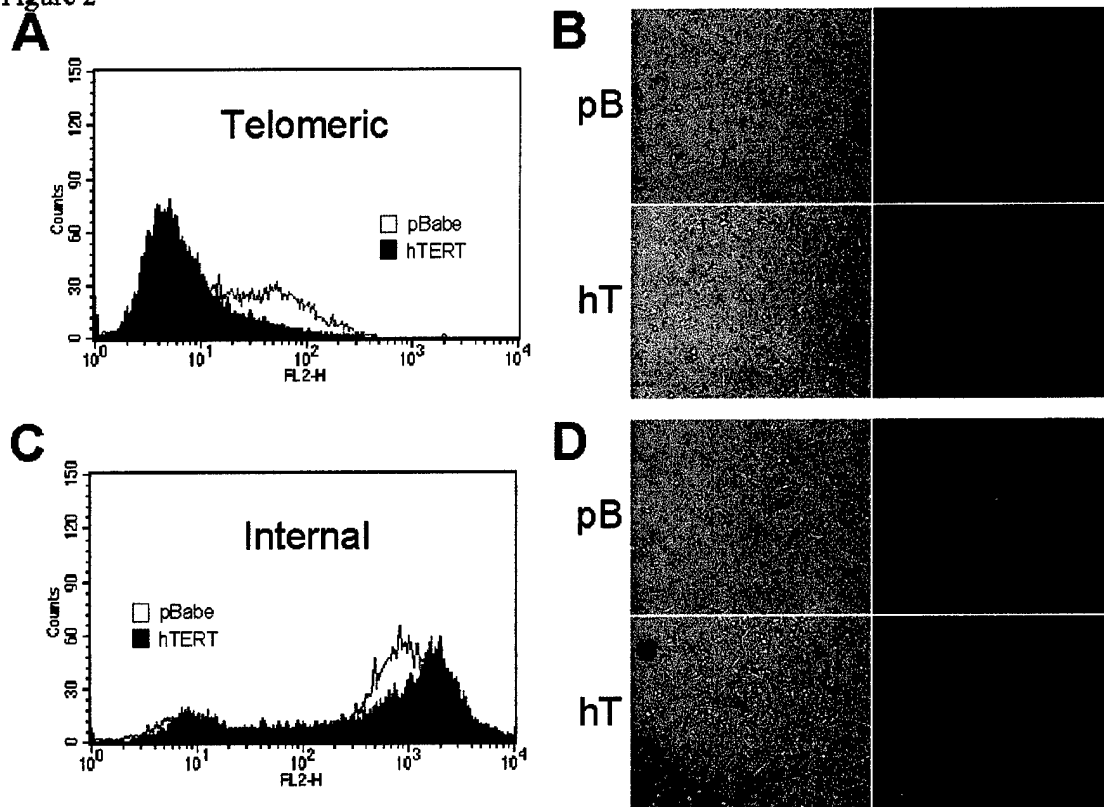 Figure 2
A
150
120
90
60
30
0
Counts
Telomeric
pBabe
hTERT
10^0
10^1
10^2
10^3
10^4
FL2-H
B
pB
hT
C
150
120
90
60
30
0
Counts
Internal
pBabe
hTERT
10^0
10^1
10^2
10^3
10^4
FL2-H
D
pB
hT